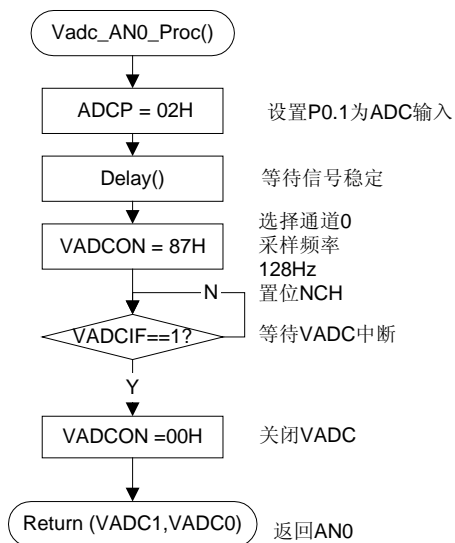 Vadc_AN0_Proc()
ADCP = 02H
设置P0.1为ADC输入
Delay()
等待信号稳定
VADCON = 87H
选择通道0
采样频率
128Hz
置位NCH
N
VADCIF==1?
等待VADC中断
Y
VADCON =00H
关闭VADC
Return (VADC1,VADC0)
返回AN0